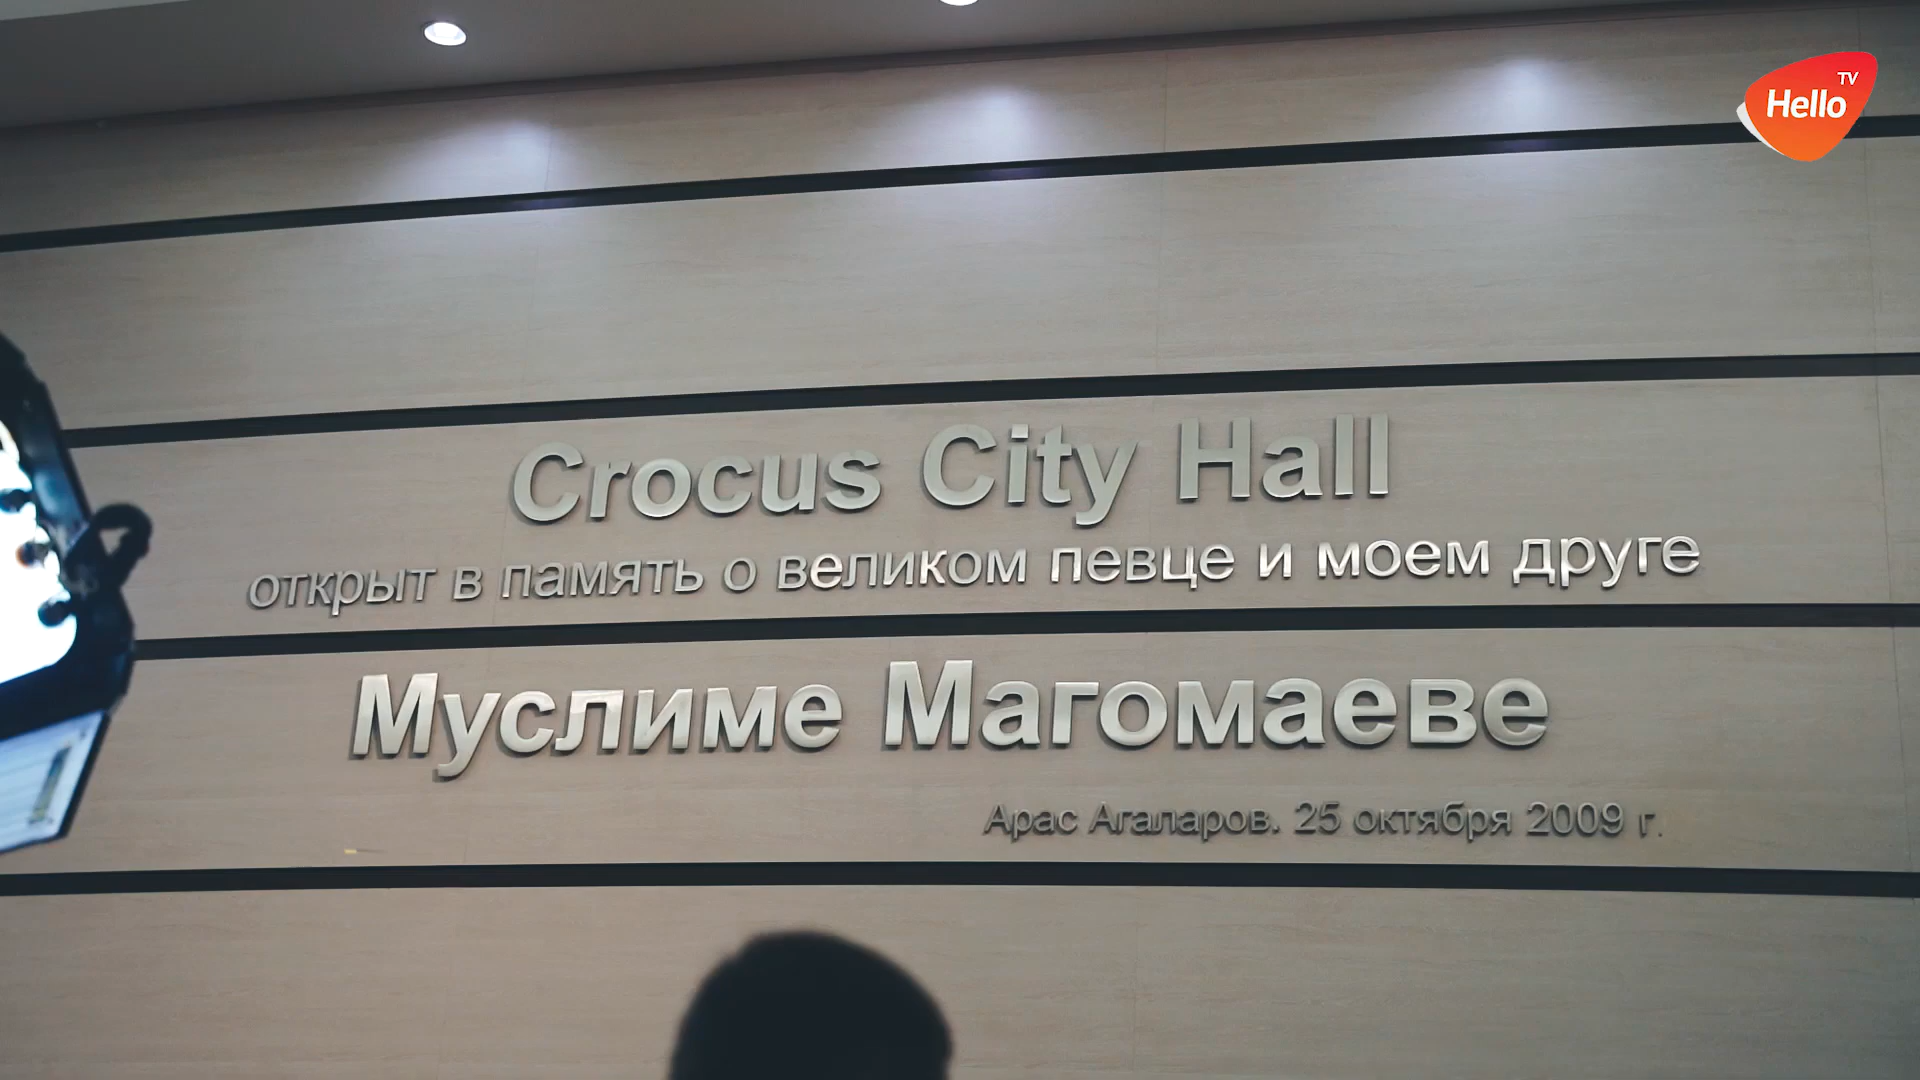 Hello TV
Crocus City Hall
открыт в память о великом певце и моем друге
Муслиме Магомаеве
Арас Агаларов. 25 октября 2009 г.